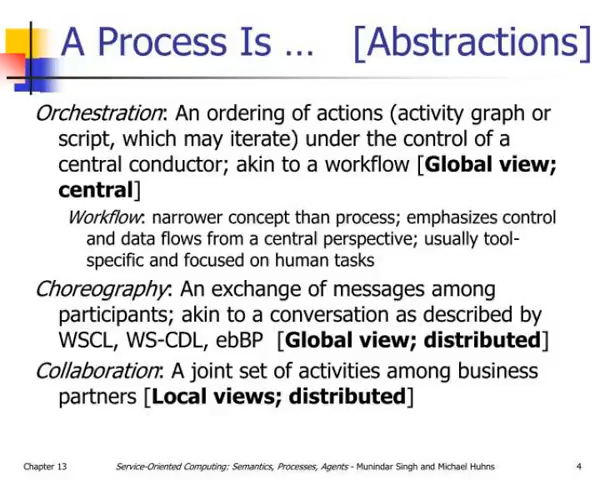 A Process Is … [Abstractions]
Orchestration: An ordering of actions (activity graph or
script, which may iterate) under the control of a
central conductor; akin to a workflow [Global view;
central]
Workflow: narrower concept than process; emphasizes control
and data flows from a central perspective; usually tool-
specific and focused on human tasks
Choreography: An exchange of messages among
participants; akin to a conversation as described by
WSCL, WS-CDL, ebBP [Global view; distributed]
Collaboration: A joint set of activities among business
partners [Local views; distributed]
Chapter 13 Service-Oriented Computing: Semantics, Processes, Agents - Munindar Singh and Michael Huhns 4